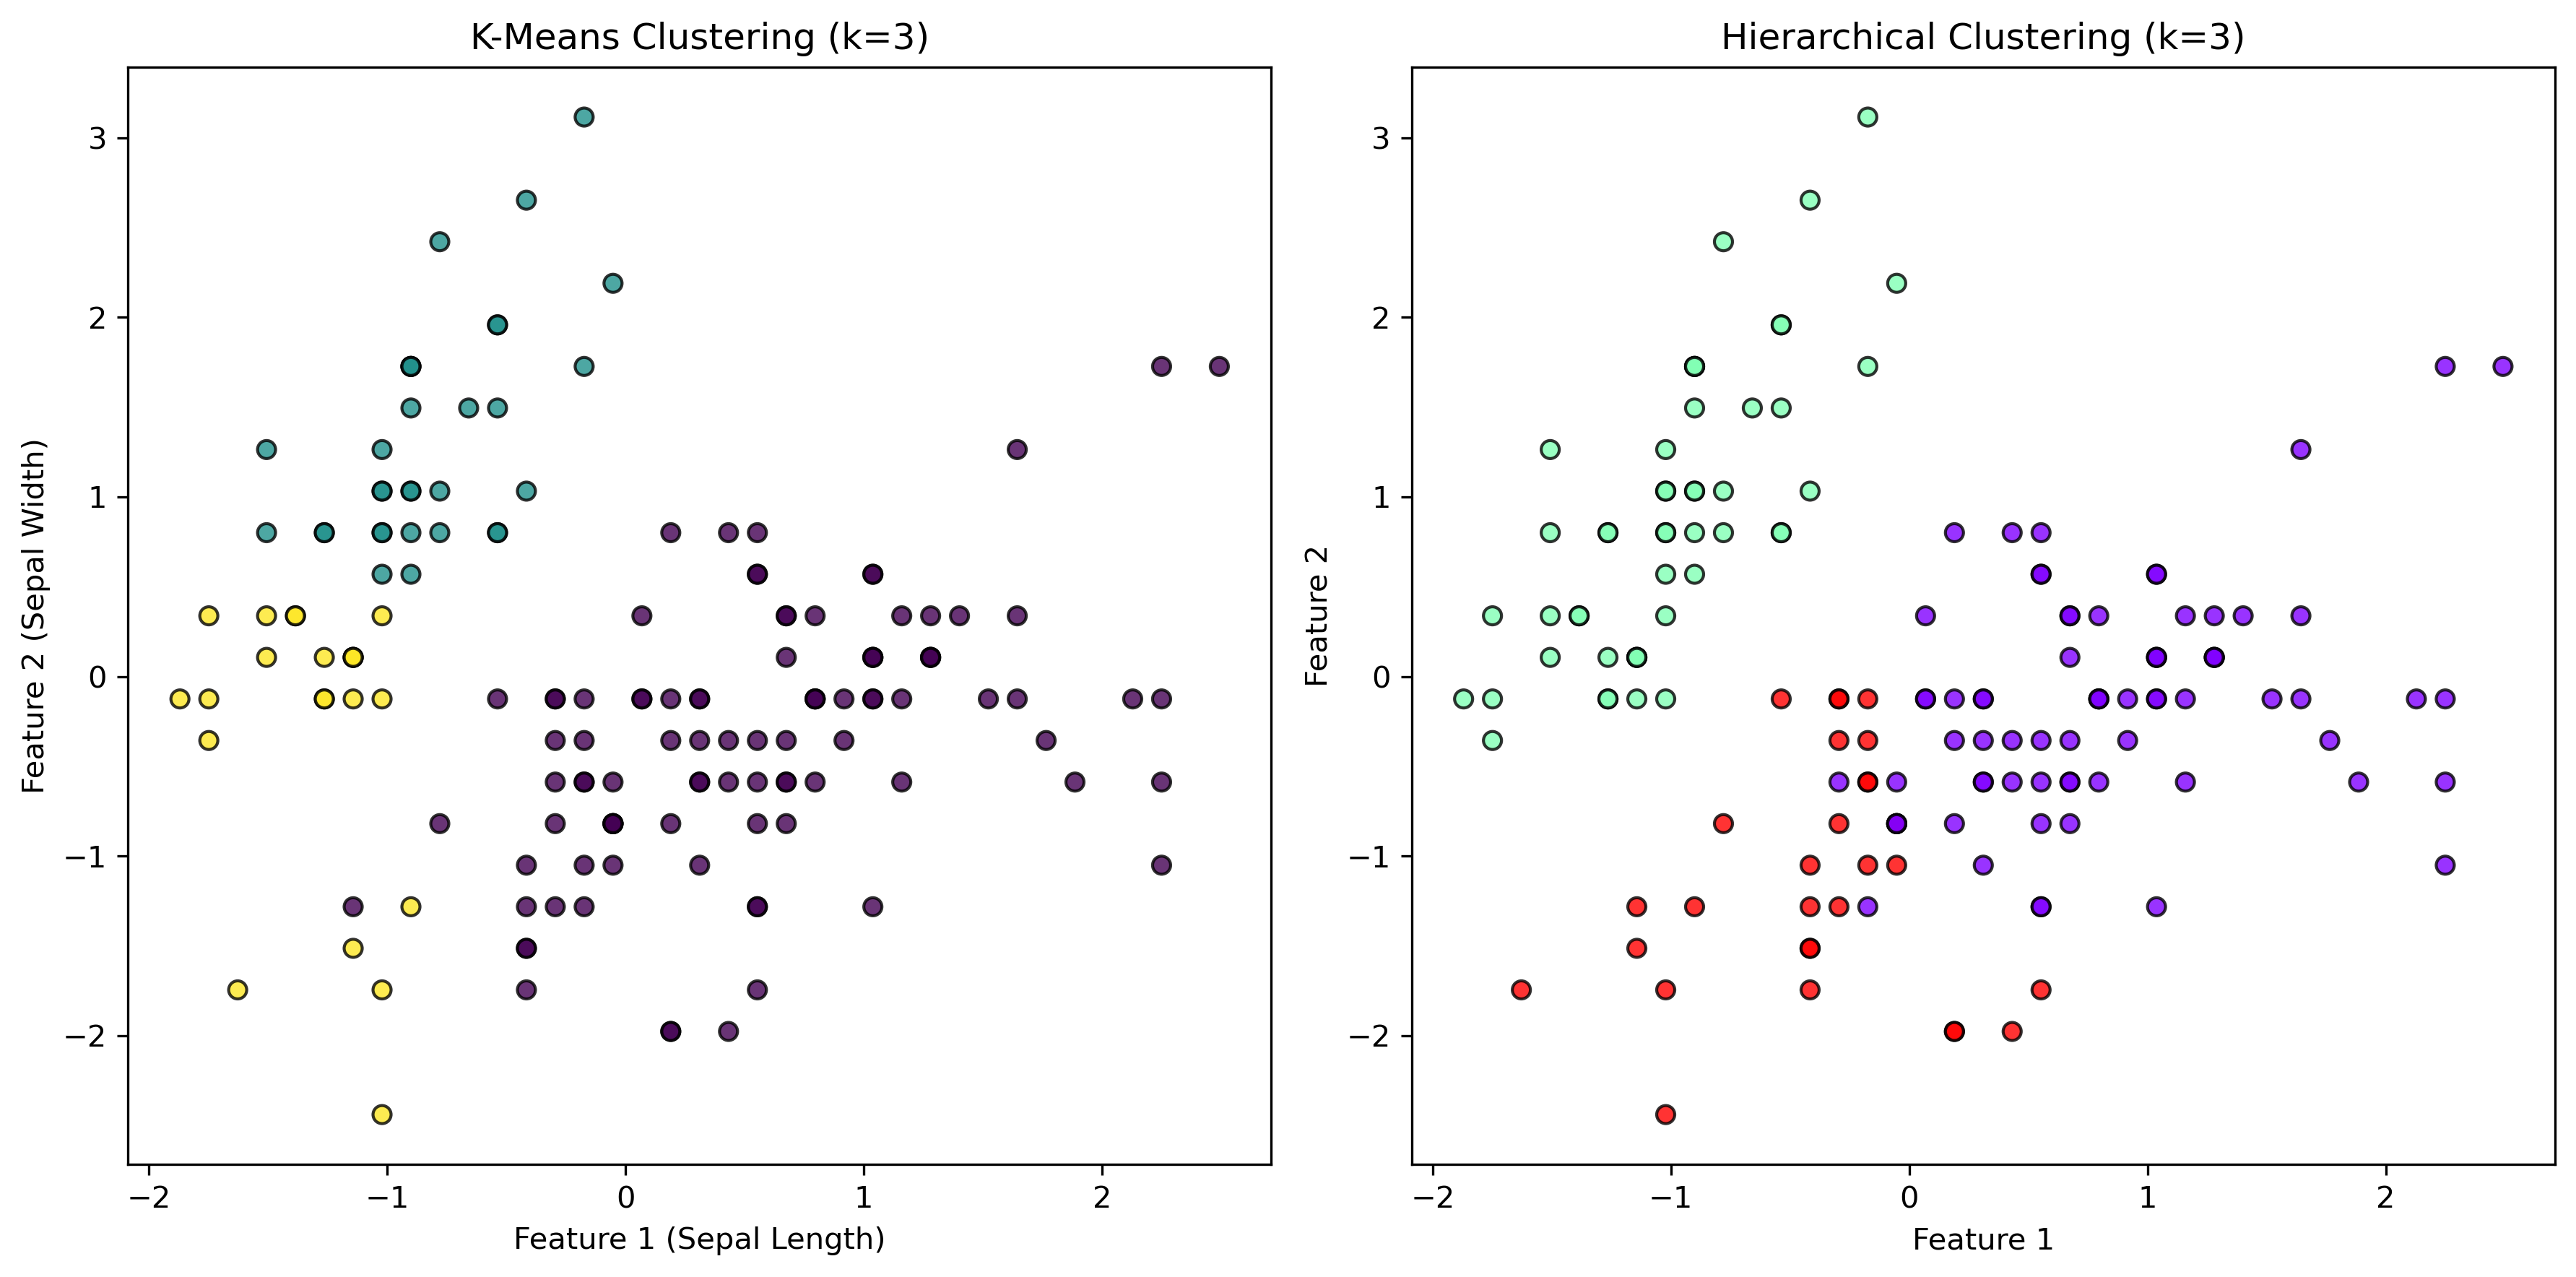 K-Means Clustering (k=3)
3
2
1
0
−1
−2
Feature 2 (Sepal Width)
−2 −1 0 1 2
Feature 1 (Sepal Length)
Hierarchical Clustering (k=3)
3
2
1
0
−1
−2
Feature 2
−2 −1 0 1 2
Feature 1